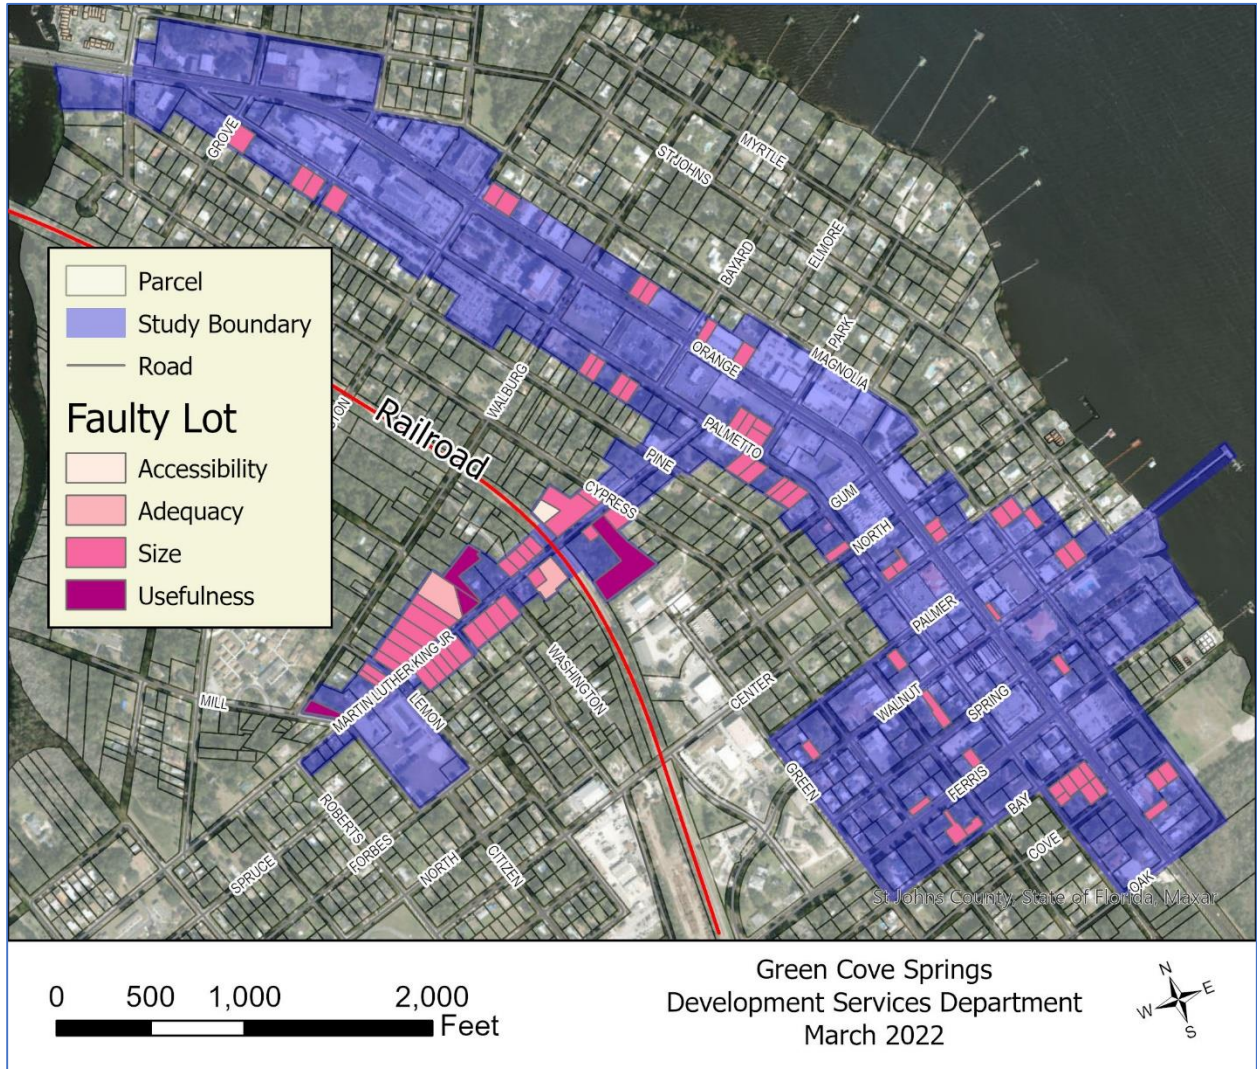 MYRTLE
ST JOHNS
GROVE
ELMORE
BAYARD
PARK
MAGNOLIA
ORANGE
WALBURG
PALMETTO
PINE
CYPRESS
GUM
NORTH
PALMER
WALNUT
SPRING
GREEN
FERRIS
BAY
COVE
OAK
Railroad
Parcel
Study Boundary
Road
Faulty Lot
Accessibility
Adequacy
Size
Usefulness
MARTIN LUTHER KING JR
WASHINGTON
CENTER
MILL
LEMON
ROBERTS
FORBES
SPRUCE
NORTH
CITIZEN
St Johns County, State of Florida, Maxar
0 500 1,000 2,000
Feet
Green Cove Springs
Development Services Department
March 2022
N
E
W
S